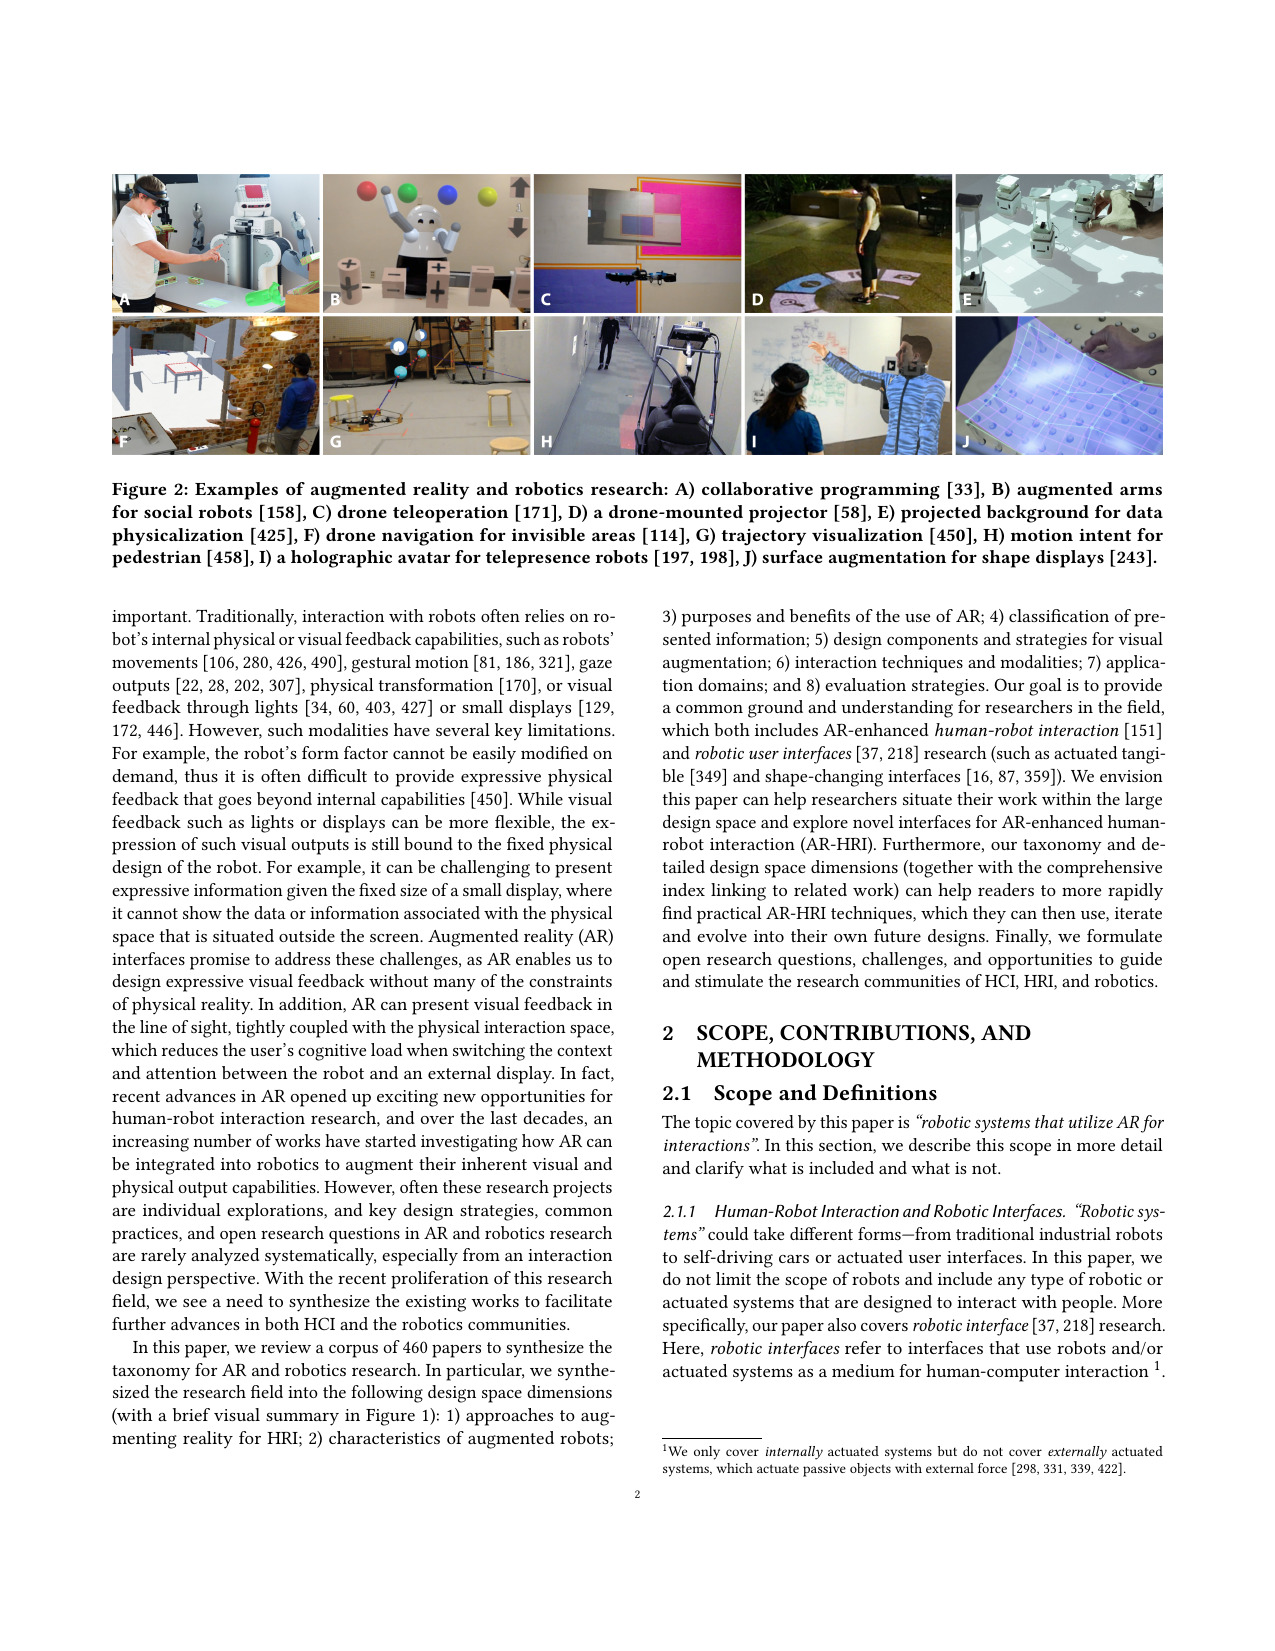 A
B
C
D
E
F
G
H
I
J
Figure 2: Examples of augmented reality and robotics research: A) collaborative programming [33], B) augmented arms
for social robots [158], C) drone teleoperation [171], D) a drone-mounted projector [58], E) projected background for data
physicalization [425], F) drone navigation for invisible areas [114], G) trajectory visualization [450], H) motion intent for
pedestrian [458], I) a holographic avatar for telepresence robots [197, 198], J) surface augmentation for shape displays [243].
important. Traditionally, interaction with robots often relies on ro-
bot's internal physical or visual feedback capabilities, such as robots'
movements [106, 280, 426, 490], gestural motion [81, 186, 321], gaze
outputs [22, 28, 202, 307], physical transformation [170], or visual
feedback through lights [34, 60, 403, 427] or small displays [129,
172, 446]. However, such modalities have several key limitations.
For example, the robot's form factor cannot be easily modified on
demand, thus it is often difficult to provide expressive physical
feedback that goes beyond internal capabilities [450]. While visual
feedback such as lights or displays can be more flexible, the ex-
pression of such visual outputs is still bound to the fixed physical
design of the robot. For example, it can be challenging to present
expressive information given the fixed size of a small display, where
it cannot show the data or information associated with the physical
space that is situated outside the screen. Augmented reality (AR)
interfaces promise to address these challenges, as AR enables us to
design expressive visual feedback without many of the constraints
of physical reality. In addition, AR can present visual feedback in
the line of sight, tightly coupled with the physical interaction space,
which reduces the user's cognitive load when switching the context
and attention between the robot and an external display. In fact,
recent advances in AR opened up exciting new opportunities for
human-robot interaction research, and over the last decades, an
increasing number of works have started investigating how AR can
be integrated into robotics to augment their inherent visual and
physical output capabilities. However, often these research projects
are individual explorations, and key design strategies, common
practices, and open research questions in AR and robotics research
are rarely analyzed systematically, especially from an interaction
design perspective. With the recent proliferation of this research
field, we see a need to synthesize the existing works to facilitate
further advances in both HCI and the robotics communities.
In this paper, we review a corpus of 460 papers to synthesize the
taxonomy for AR and robotics research. In particular, we synthe-
sized the research field into the following design space dimensions
(with a brief visual summary in Figure 1): 1) approaches to aug-
menting reality for HRI; 2) characteristics of augmented robots;
3) purposes and benefits of the use of AR; 4) classification of pre-
sented information; 5) design components and strategies for visual
augmentation; 6) interaction techniques and modalities; 7) applica-
tion domains; and 8) evaluation strategies. Our goal is to provide
a common ground and understanding for researchers in the field,
which both includes AR-enhanced human-robot interaction [151]
and robotic user interfaces [37, 218] research (such as actuated tangi-
ble [349] and shape-changing interfaces [16, 87, 359]). We envision
this paper can help researchers situate their work within the large
design space and explore novel interfaces for AR-enhanced human-
robot interaction (AR-HRI). Furthermore, our taxonomy and de-
tailed design space dimensions (together with the comprehensive
index linking to related work) can help readers to more rapidly
find practical AR-HRI techniques, which they can then use, iterate
and evolve into their own future designs. Finally, we formulate
open research questions, challenges, and opportunities to guide
and stimulate the research communities of HCI, HRI, and robotics.
2 SCOPE, CONTRIBUTIONS, AND
METHODOLOGY
2.1 Scope and Definitions
The topic covered by this paper is “robotic systems that utilize AR for
interactions”. In this section, we describe this scope in more detail
and clarify what is included and what is not.
2.1.1 Human-Robot Interaction and Robotic Interfaces. “Robotic sys-
tems” could take different forms—from traditional industrial robots
to self-driving cars or actuated user interfaces. In this paper, we
do not limit the scope of robots and include any type of robotic or
actuated systems that are designed to interact with people. More
specifically, our paper also covers robotic interface [37, 218] research.
Here, robotic interfaces refer to interfaces that use robots and/or
actuated systems as a medium for human-computer interaction 1.
1We only cover internally actuated systems but do not cover externally actuated
systems, which actuate passive objects with external force [298, 331, 339, 422].
2